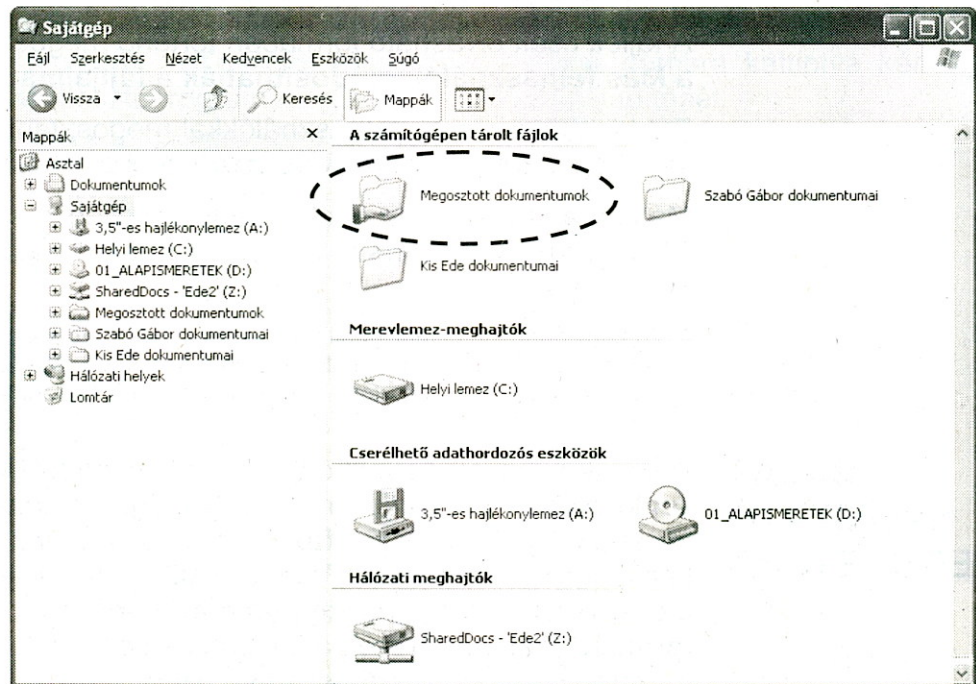 Sajátgép
Fájl Szerkesztés Nézet Kedvencek Eszközök Súgó
Vissza Keresés Mappák
Mappák
Asztal
Dokumentumok
Sajátgép
3,5"-es hajlékonylemez (A:)
Helyi lemez (C:)
01_ALAPISMERETEK (D:)
SharedDocs - 'Ede2' (Z:)
Megosztott dokumentumok
Szabó Gábor dokumentumai
Kis Ede dokumentumai
Hálózati helyek
Lomtár
A számítógépen tárolt fájlok
Megosztott dokumentumok
Szabó Gábor dokumentumai
Kis Ede dokumentumai
Merevlemez-meghajtók
Helyi lemez (C:)
Cserélhető adathordozós eszközök
3,5"-es hajlékonylemez (A:)
01_ALAPISMERETEK (D:)
Hálózati meghajtók
SharedDocs - 'Ede2' (Z:)